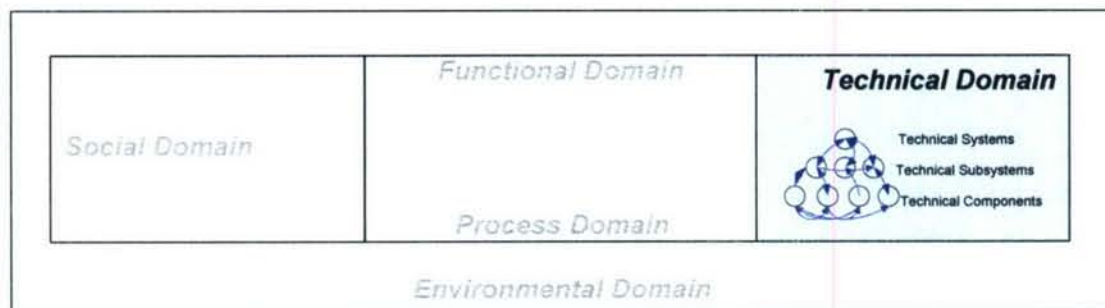 Functional Domain
Technical Domain
Social Domain
Technical Systems
Technical Subsystems
Technical Components
Process Domain
Environmental Domain